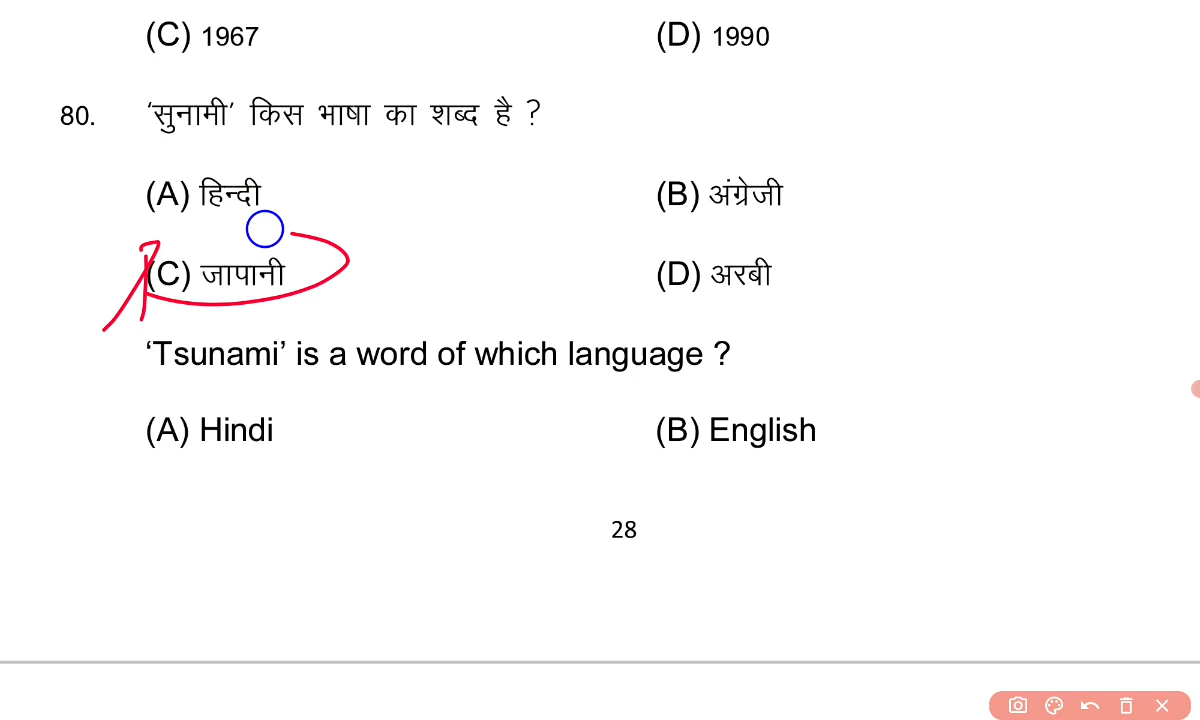 (C) 1967 (D) 1990
80. ‘सुनामी’ किस भाषा का शब्द है ?
(A) हिन्दी (B) अंग्रेजी
(C) जापानी (D) अरबी
‘Tsunami’ is a word of which language ?
(A) Hindi (B) English
28